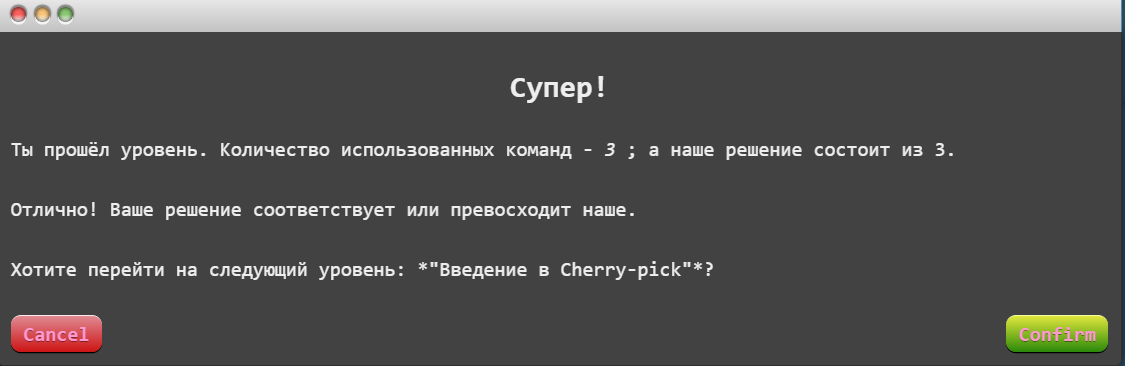 Супер!
Ты прошёл уровень. Количество использованных команд - 3 ; а наше решение состоит из 3.
Отлично! Ваше решение соответствует или превосходит наше.
Хотите перейти на следующий уровень: *"Введение в Cherry-pick"*?
Cancel
Confirm